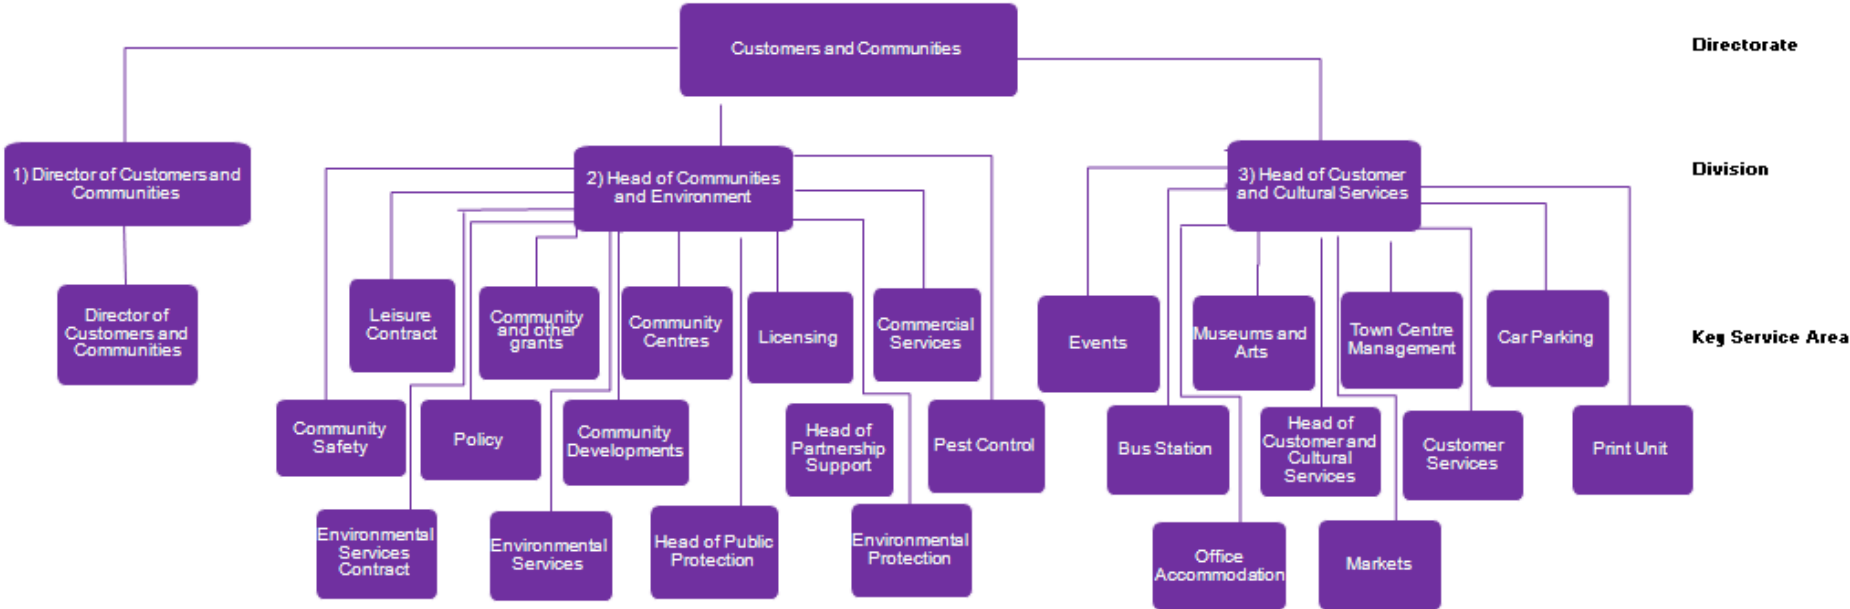 Customers and Communities
Directorate
1) Director of Customers and
Communities
2) Head of Communities
and Environment
3) Head of Customer
and Cultural Services
Division
Director of
Customers and
Communities
Leisure
Contract
Community
and other
grants
Community
Centres
Licensing
Commercial
Services
Events
Museums and
Arts
Town Centre
Management
Car Parking
Key Service Area
Community
Safety
Policy
Community
Developments
Head of
Partnership
Support
Pest Control
Bus Station
Head of
Customer and
Cultural
Services
Customer
Services
Print Unit
Environmental
Services
Contract
Environmental
Services
Head of Public
Protection
Environmental
Protection
Office
Accommodation
Markets